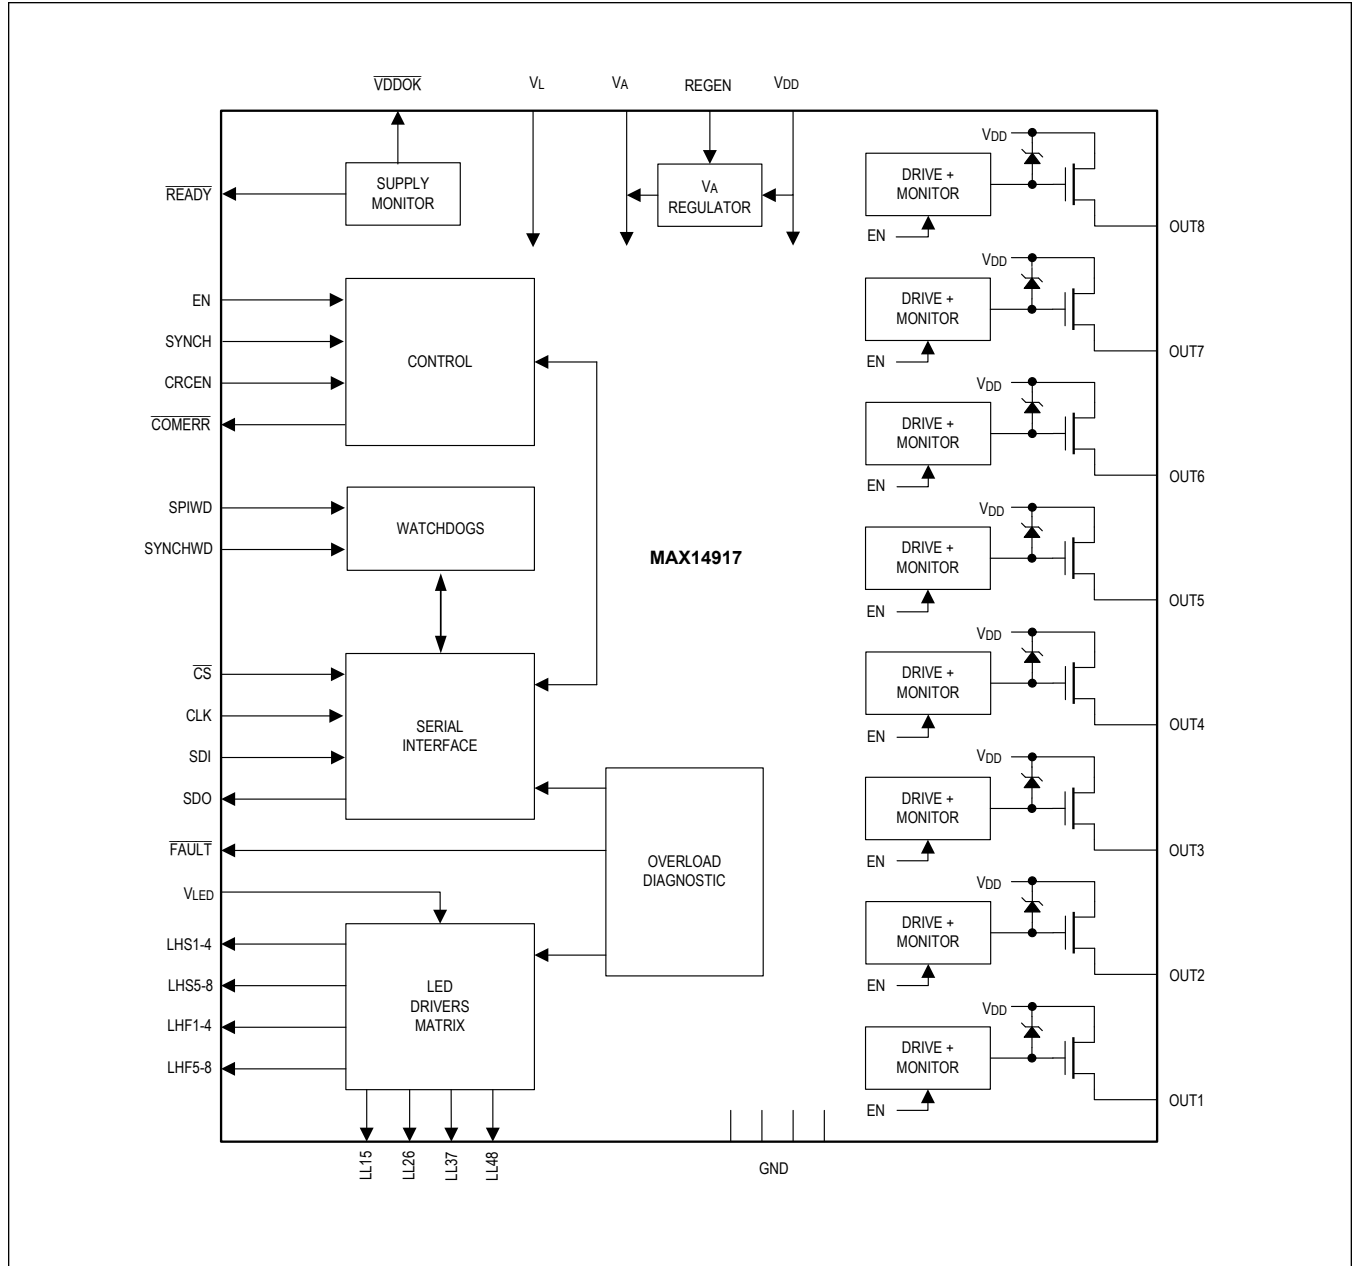 VDDOK
VL
VA
REGEN
VDD
READY
SUPPLY
MONITOR
VA
REGULATOR
EN
SYNCH
CRCEN
COMERR
CONTROL
SPIWD
SYNCHWD
WATCHDOGS
MAX14917
CS
CLK
SDI
SDO
SERIAL
INTERFACE
FAULT
OVERLOAD
DIAGNOSTIC
VLED
LHS1-4
LHS5-8
LHF1-4
LHF5-8
LED
DRIVERS
MATRIX
LL15
LL26
LL37
LL48
GND
VDD
DRIVE +
MONITOR
EN
OUT8
VDD
DRIVE +
MONITOR
EN
OUT7
VDD
DRIVE +
MONITOR
EN
OUT6
VDD
DRIVE +
MONITOR
EN
OUT5
VDD
DRIVE +
MONITOR
EN
OUT4
VDD
DRIVE +
MONITOR
EN
OUT3
VDD
DRIVE +
MONITOR
EN
OUT2
VDD
DRIVE +
MONITOR
EN
OUT1